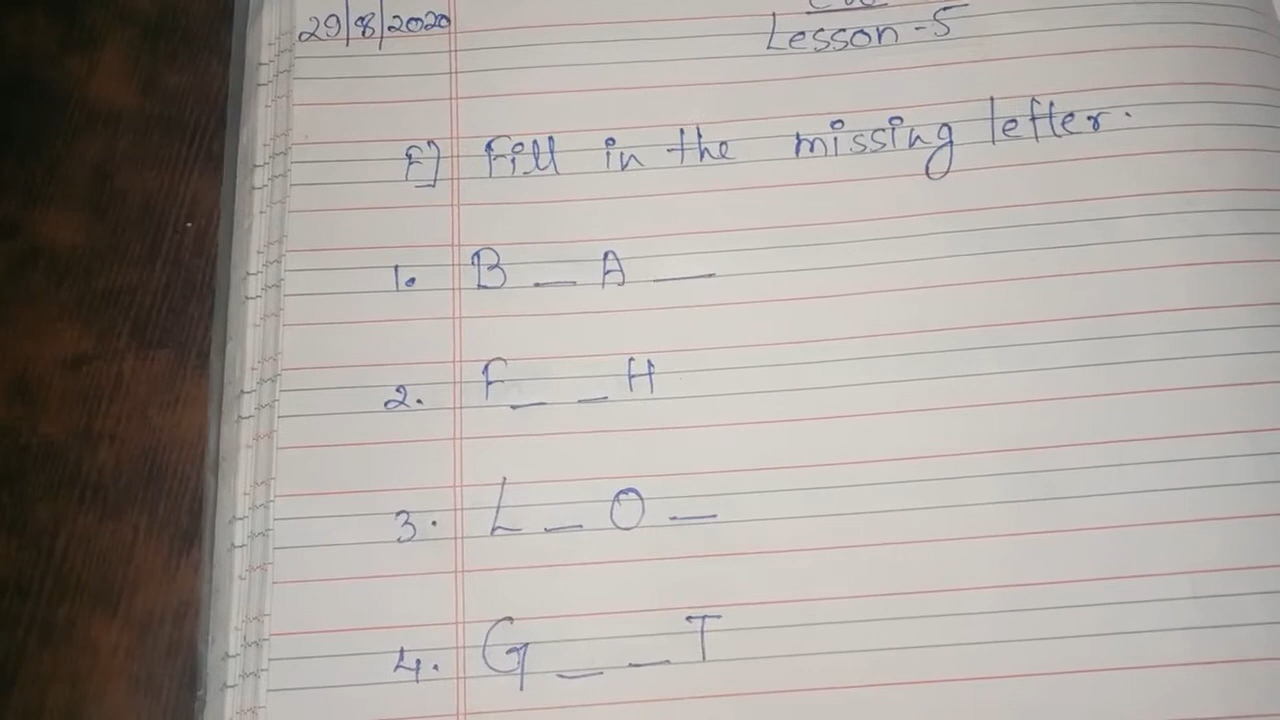 29/8/2020
Lesson-5
F] Fill in the missing letter.
1. B _ A _
2. F _ _ H
3. L _ O _
4. G _ _ T